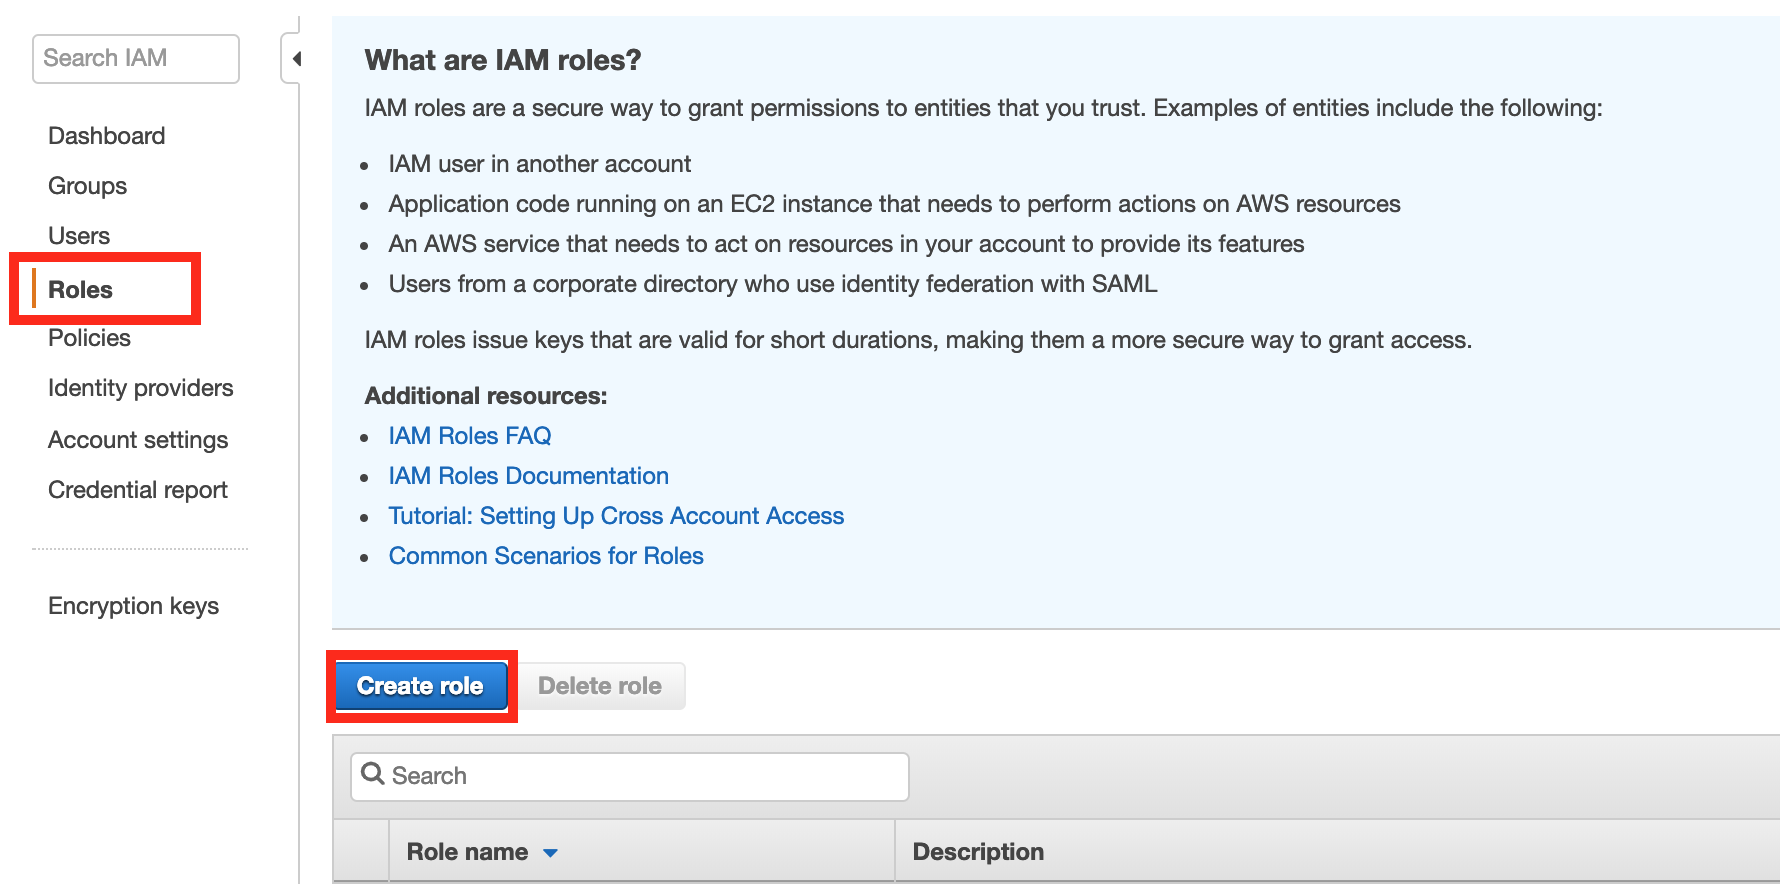 Search IAM
Dashboard
Groups
Users
Roles
Policies
Identity providers
Account settings
Credential report
Encryption keys
What are IAM roles?
IAM roles are a secure way to grant permissions to entities that you trust. Examples of entities include the following:
IAM user in another account
Application code running on an EC2 instance that needs to perform actions on AWS resources
An AWS service that needs to act on resources in your account to provide its features
Users from a corporate directory who use identity federation with SAML
IAM roles issue keys that are valid for short durations, making them a more secure way to grant access.
Additional resources:
IAM Roles FAQ
IAM Roles Documentation
Tutorial: Setting Up Cross Account Access
Common Scenarios for Roles
Create role Delete role
Search
Role name Description